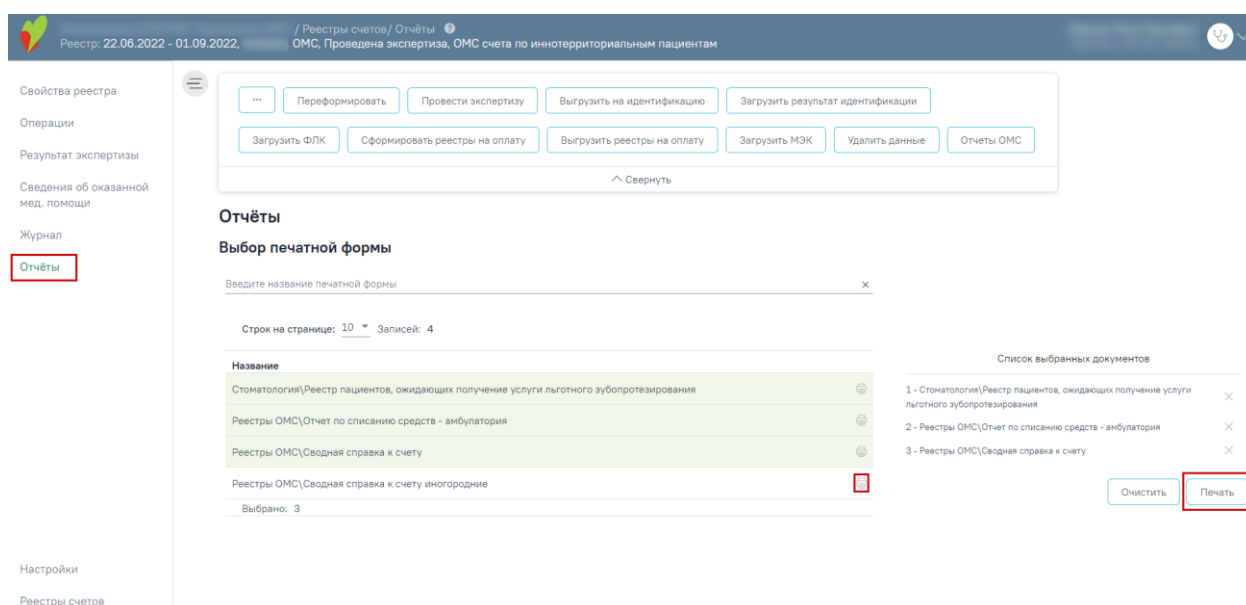 / Реестры счетов/ Отчёты ?
Реестр: 22.06.2022 - 01.09.2022, ОМС, Проведена экспертиза, ОМС счета по иннотерриториальным пациентам
Свойства реестра
Операции
Результат экспертизы
Сведения об оказанной
мед. помощи
Журнал
Отчёты
Настройки
Реестры счетов
... Переформировать Провести экспертизу Выгрузить на идентификацию Загрузить результат идентификации
Загрузить ФЛК Сформировать реестры на оплату Выгрузить реестры на оплату Загрузить МЭК Удалить данные Отчеты ОМС
Свернуть
Отчёты
Выбор печатной формы
Введите название печатной формы
Строк на странице: 10 Записей: 4
Название
Стоматология\Реестр пациентов, ожидающих получение услуги льготного зубопротезирования
Реестры ОМС\Отчет по списанию средств - амбулатория
Реестры ОМС\Сводная справка к счету
Реестры ОМС\Сводная справка к счету иногородние
Выбрано: 3
Список выбранных документов
1 - Стоматология\Реестр пациентов, ожидающих получение услуги
льготного зубопротезирования
2 - Реестры ОМС\Отчет по списанию средств - амбулатория
3 - Реестры ОМС\Сводная справка к счету
Очистить Печать